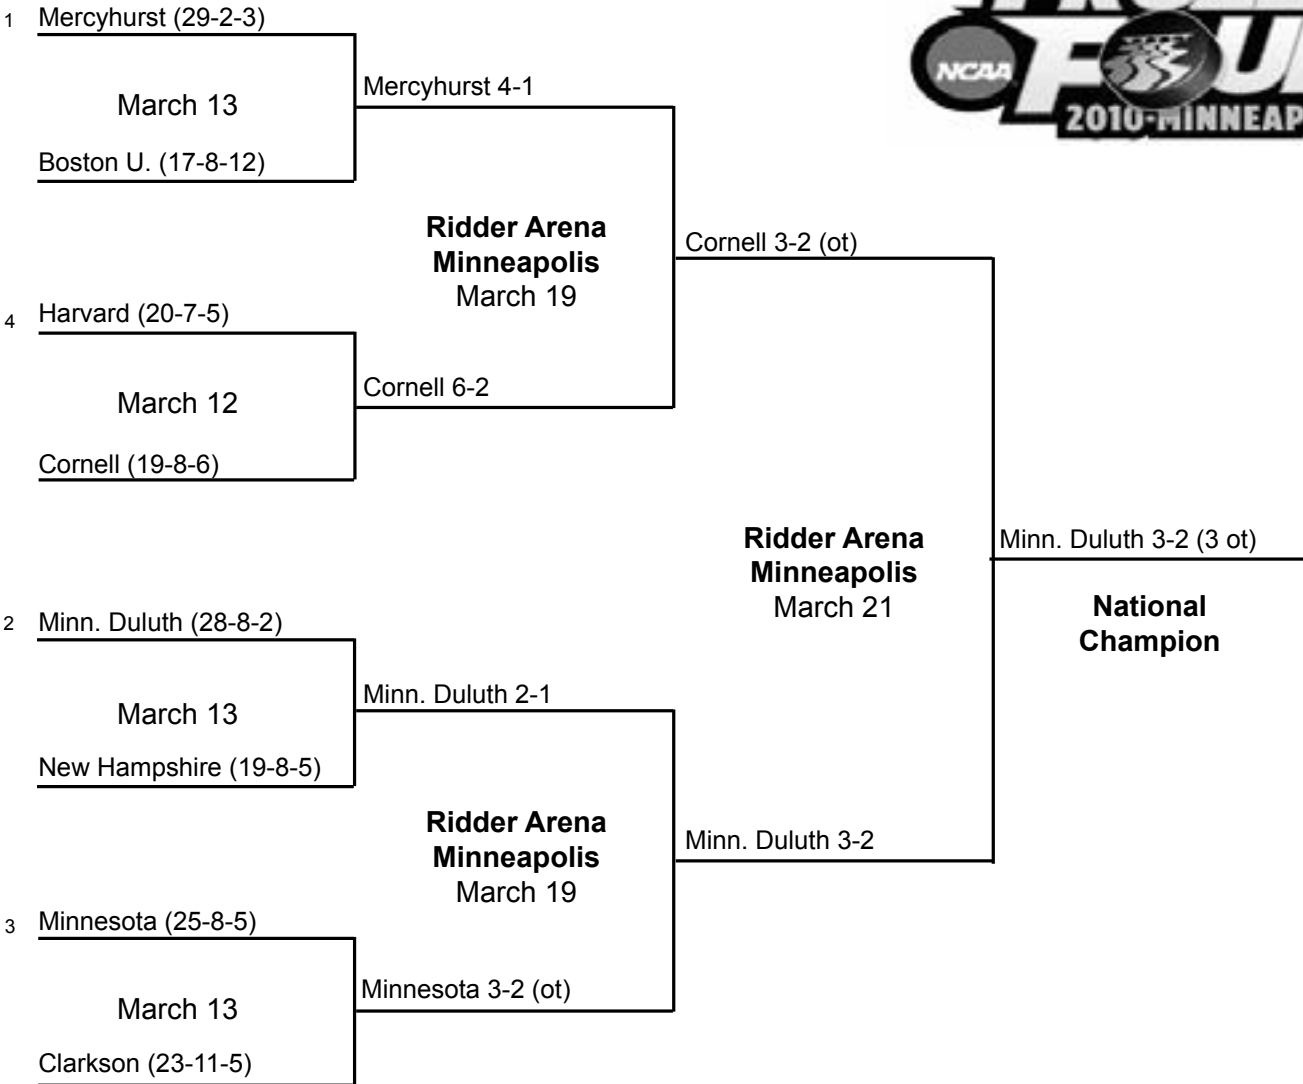 1 Mercyhurst (29-2-3)
March 13
Boston U. (17-8-12)
Mercyhurst 4-1
NCAA
2010-MINNEAP
Ridder Arena
Minneapolis
March 19
Cornell 3-2 (ot)
4 Harvard (20-7-5)
March 12
Cornell (19-8-6)
Cornell 6-2
Ridder Arena
Minneapolis
March 21
Minn. Duluth 3-2 (3 ot)
National
Champion
2 Minn. Duluth (28-8-2)
March 13
New Hampshire (19-8-5)
Minn. Duluth 2-1
Ridder Arena
Minneapolis
March 19
Minn. Duluth 3-2
3 Minnesota (25-8-5)
March 13
Clarkson (23-11-5)
Minnesota 3-2 (ot)